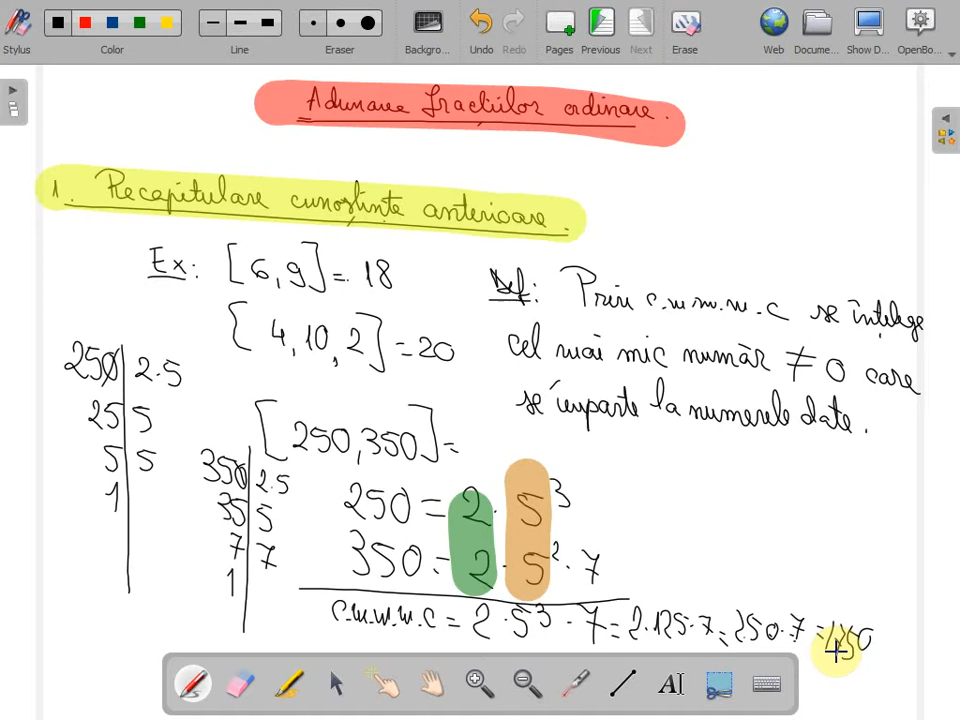 Stylus
Color
Line
Eraser
Backgro...
Undo
Redo
Pages
Previous
Next
Erase
Web
Docume...
Show D...
OpenBo...
Adunarea fracțiilor ordinare.
1. Recapitulare cunoștințe anterioare.
Ex: [6,9] = 18
[4,10,2] = 20
Def: Prin c.m.m.m.c se înțelege
cel mai mic număr ≠ 0 care
se împarte la numerele date.
250 | 2·5
25 | 5
5 | 5
1
[250,350] =
350 | 2·5
35 | 5
7 | 7
1
250 = 2·5³
350 = 2·5²·7
c.m.m.m.c = 2·5³·7 = 2·125·7 = 250·7 =